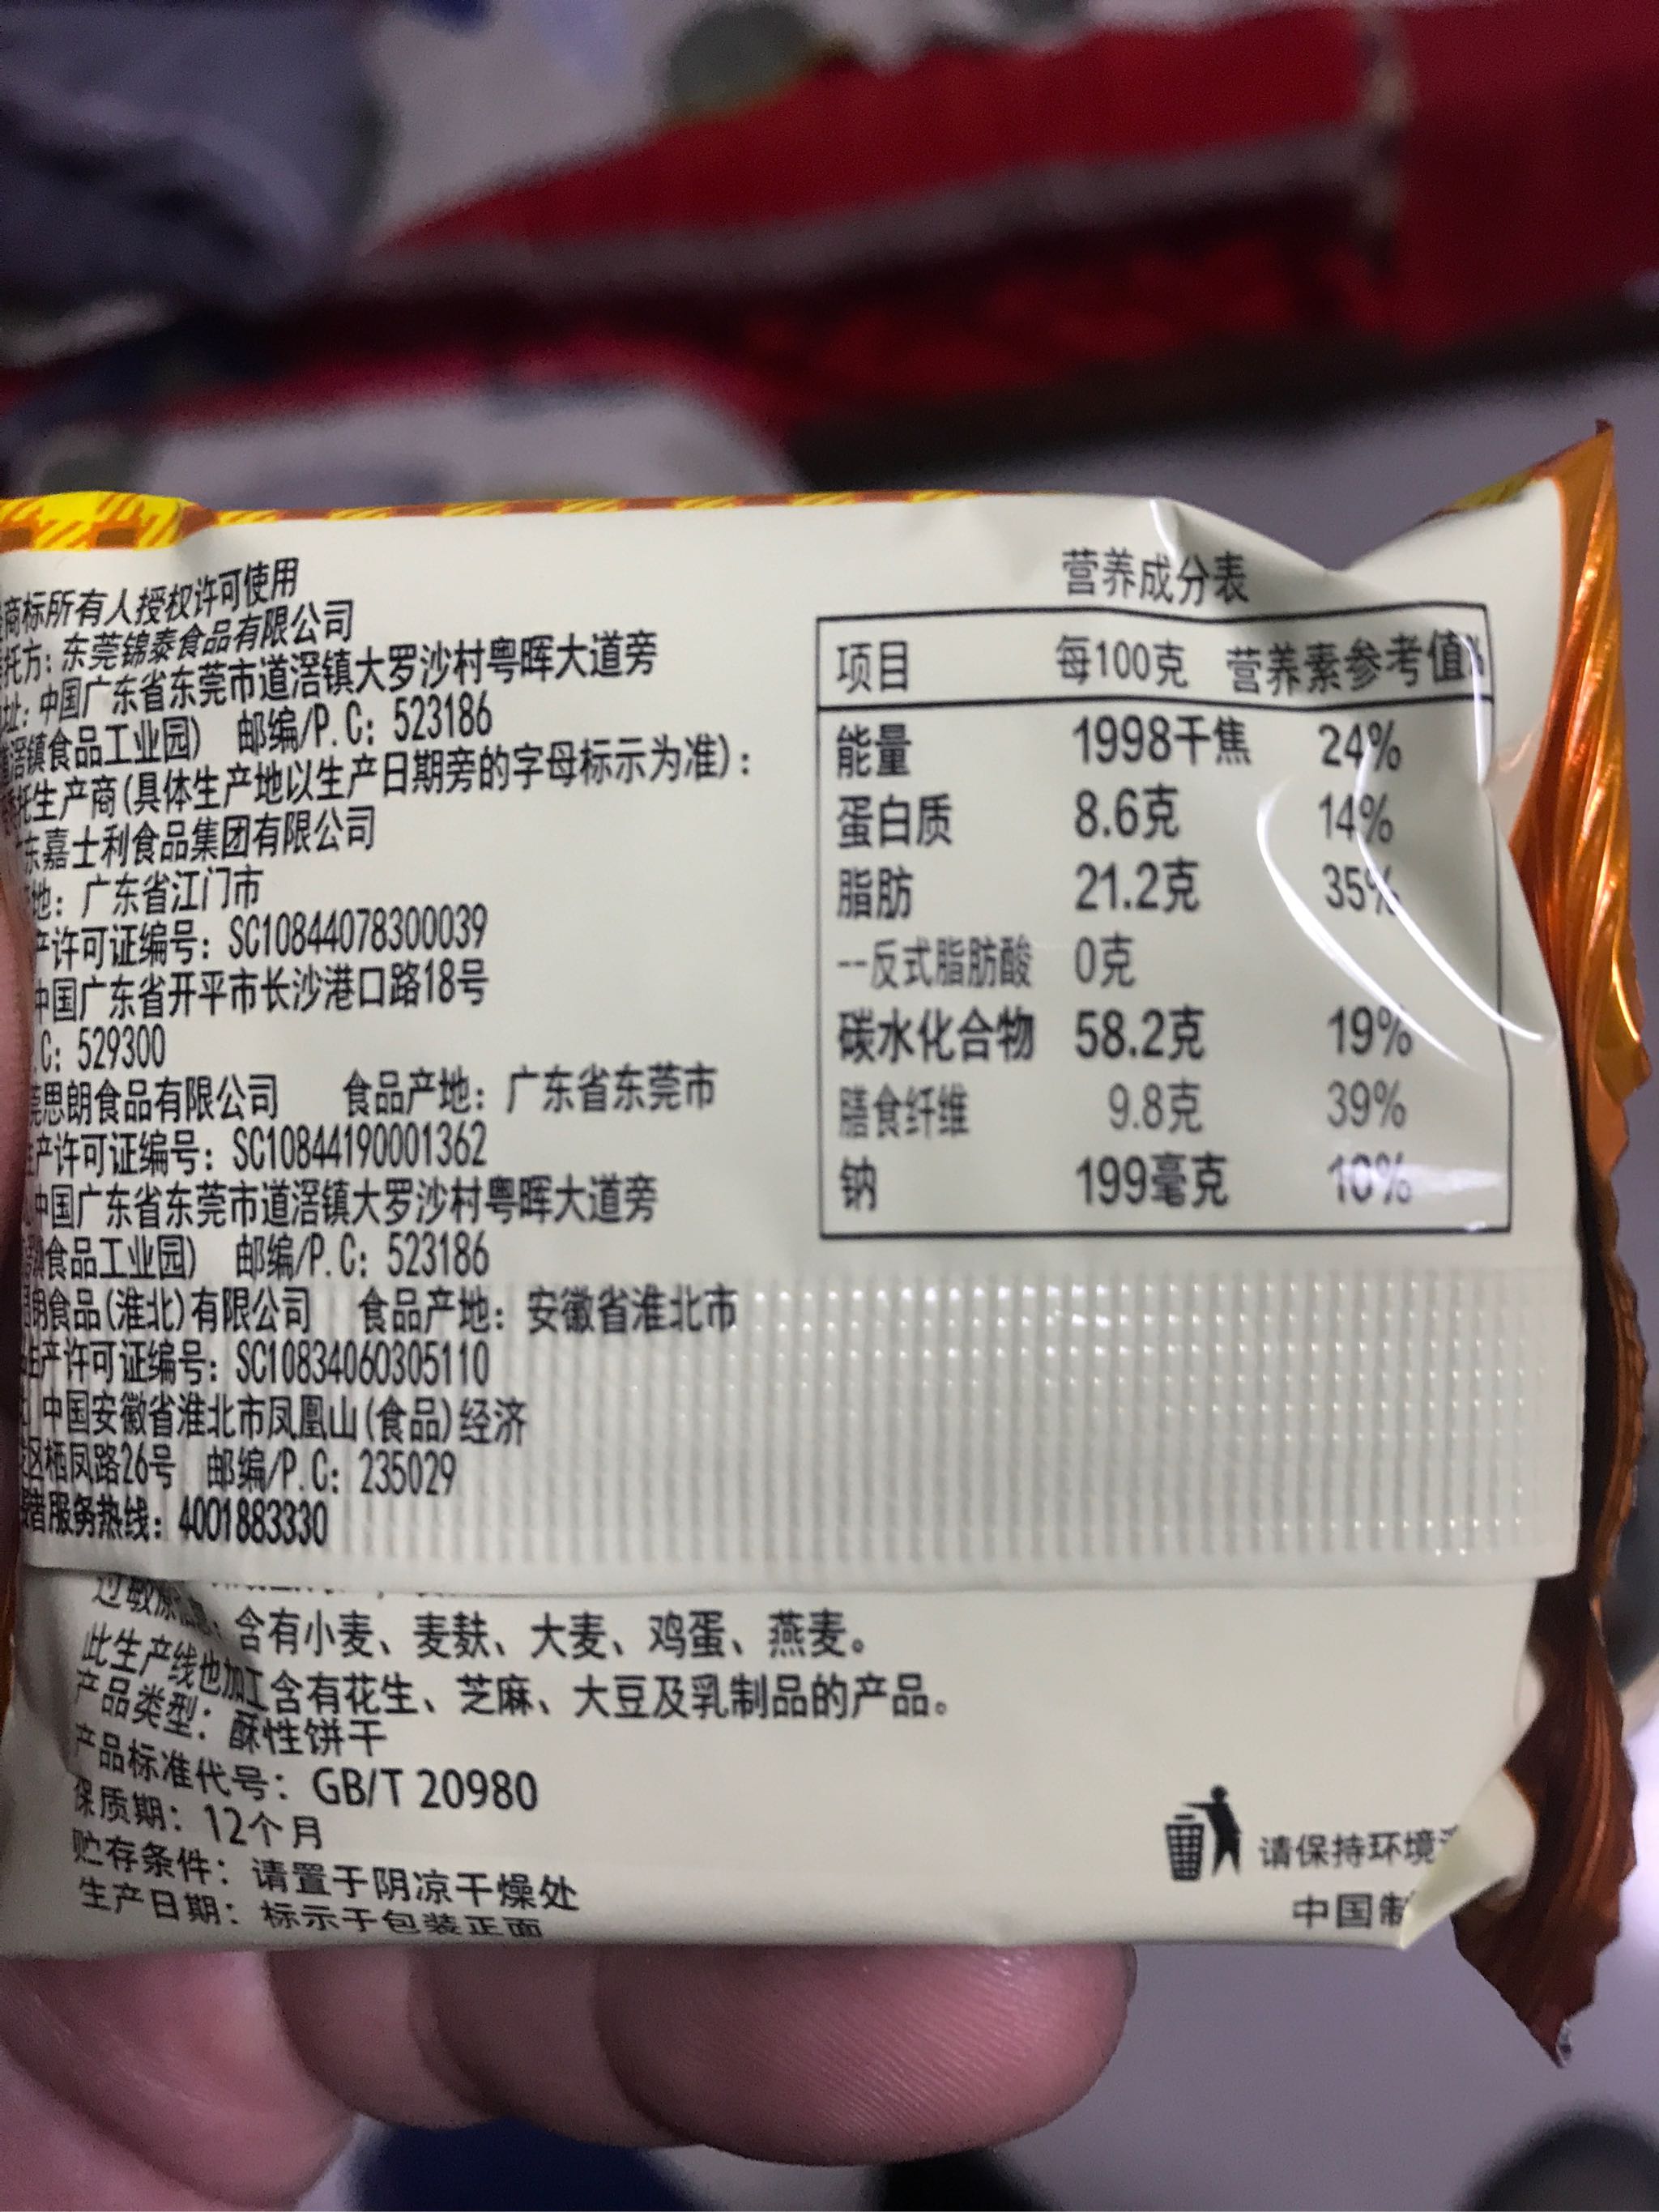 商标所有人授权许可使用
托方：东莞锦泰食品有限公司
址：中国广东省东莞市道滘镇大罗沙村粤晖大道旁
滘镇食品工业园） 邮编/P.C：523186
托生产商（具体生产地以生产日期旁的字母标示为准）：
东嘉士利食品集团有限公司
地：广东省江门市
产许可证编号：SC10844078300039
中国广东省开平市长沙港口路18号
C：529300
莞思朗食品有限公司 食品产地：广东省东莞市
产许可证编号：SC10844190001362
中国广东省东莞市道滘镇大罗沙村粤晖大道旁
食品工业园） 邮编/P.C：523186
朗食品（淮北）有限公司 食品产地：安徽省淮北市
生产许可证编号：SC10834060305110
中国安徽省淮北市凤凰山（食品）经济
区栖凤路26号 邮编/P.C：235029
服务热线：4001883330
营养成分表
项目 每100克 营养素参考值%
能量 1998千焦 24%
蛋白质 8.6克 14%
脂肪 21.2克 35%
--反式脂肪酸 0克
碳水化合物 58.2克 19%
膳食纤维 9.8克 39%
钠 199毫克 10%
过敏原 含有小麦、麦麸、大麦、鸡蛋、燕麦。
此生产线也加工含有花生、芝麻、大豆及乳制品的产品。
产品类型：酥性饼干
产品标准代号：GB/T 20980
保质期：12个月
贮存条件：请置于阴凉干燥处
生产日期：标示于包装正面
请保持环境
中国制